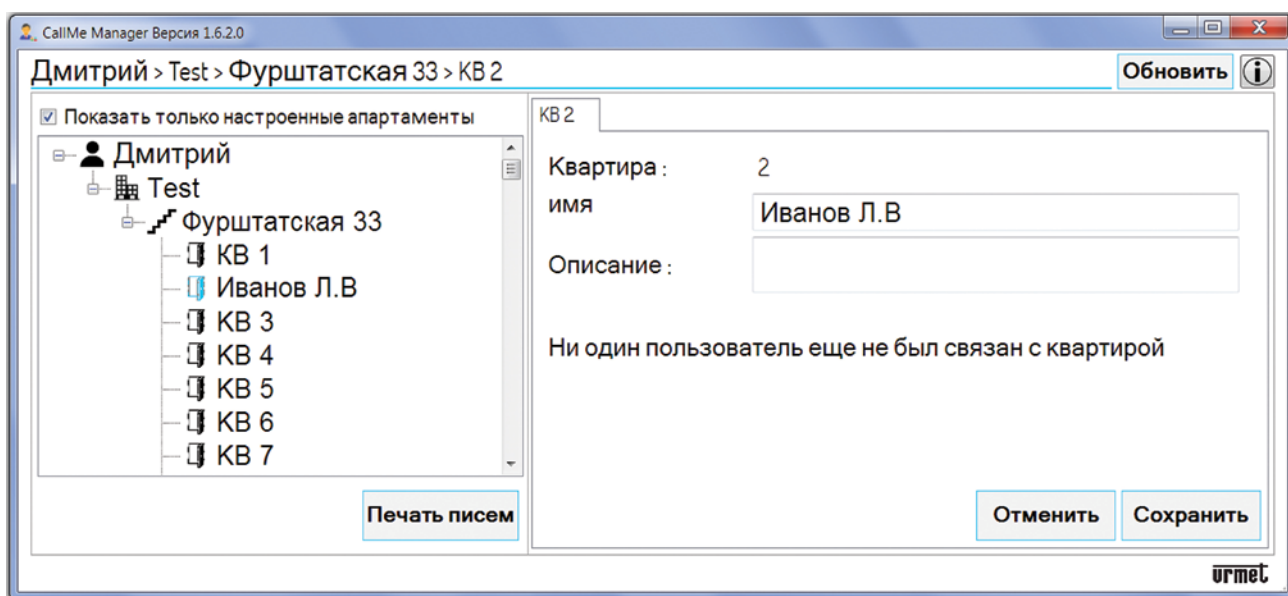 CallMe Manager Версия 1.6.2.0
Дмитрий > Test > Фурштатская 33 > КВ 2
Обновить
Показать только настроенные апартаменты
Дмитрий
Test
Фурштатская 33
КВ 1
Иванов Л.В
КВ 3
КВ 4
КВ 5
КВ 6
КВ 7
Печать писем
КВ 2
Квартира : 2
имя Иванов Л.В
Описание :
Ни один пользователь еще не был связан с квартирой
Отменить Сохранить
urmet